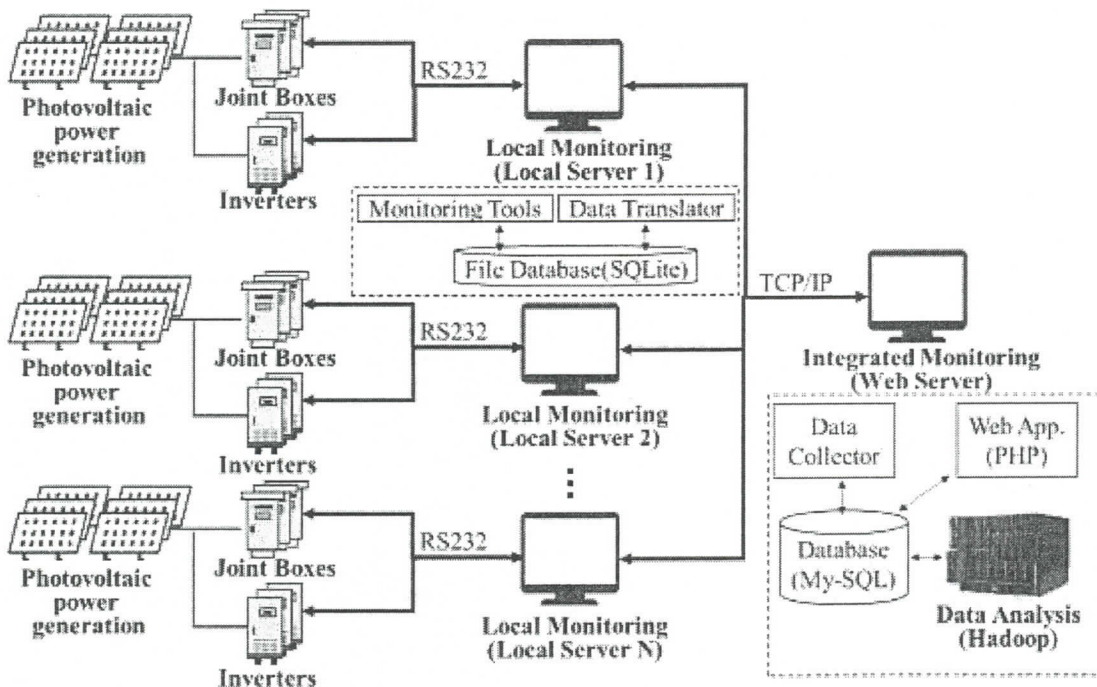 Photovoltaic
power
generation
Joint Boxes
Inverters
RS232
Local Monitoring
(Local Server 1)
Monitoring Tools
Data Translator
File Database(SQLite)
Photovoltaic
power
generation
Joint Boxes
Inverters
RS232
Local Monitoring
(Local Server 2)
Photovoltaic
power
generation
Joint Boxes
Inverters
RS232
Local Monitoring
(Local Server N)
TCP/IP
Integrated Monitoring
(Web Server)
Data
Collector
Web App.
(PHP)
Database
(My-SQL)
Data Analysis
(Hadoop)